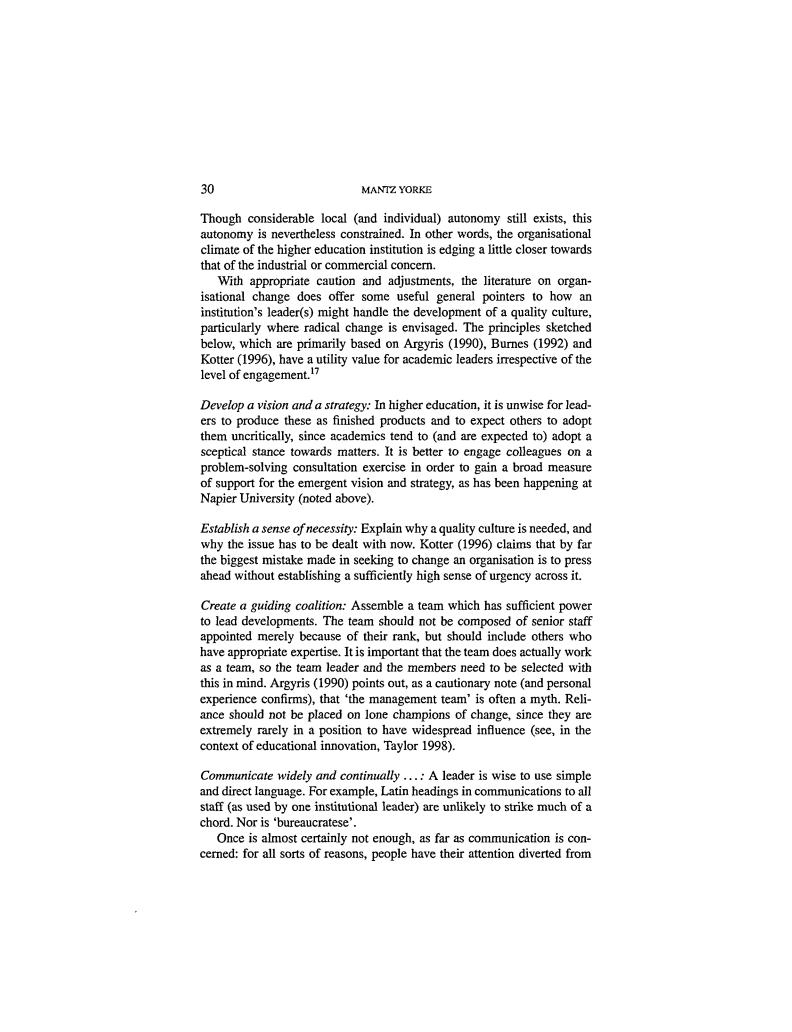 30
MANTZ YORKE
Though considerable local (and individual) autonomy still exists, this
autonomy is nevertheless constrained. In other words, the organisational
climate of the higher education institution is edging a little closer towards
that of the industrial or commercial concern.
With appropriate caution and adjustments, the literature on organ-
isational change does offer some useful general pointers to how an
institution's leader(s) might handle the development of a quality culture,
particularly where radical change is envisaged. The principles sketched
below, which are primarily based on Argyris (1990), Burnes (1992) and
Kotter (1996), have a utility value for academic leaders irrespective of the
level of engagement.17
Develop a vision and a strategy: In higher education, it is unwise for lead-
ers to produce these as finished products and to expect others to adopt
them uncritically, since academics tend to (and are expected to) adopt a
sceptical stance towards matters. It is better to engage colleagues on a
problem-solving consultation exercise in order to gain a broad measure
of support for the emergent vision and strategy, as has been happening at
Napier University (noted above).
Establish a sense of necessity: Explain why a quality culture is needed, and
why the issue has to be dealt with now. Kotter (1996) claims that by far
the biggest mistake made in seeking to change an organisation is to press
ahead without establishing a sufficiently high sense of urgency across it.
Create a guiding coalition: Assemble a team which has sufficient power
to lead developments. The team should not be composed of senior staff
appointed merely because of their rank, but should include others who
have appropriate expertise. It is important that the team does actually work
as a team, so the team leader and the members need to be selected with
this in mind. Argyris (1990) points out, as a cautionary note (and personal
experience confirms), that 'the management team' is often a myth. Reli-
ance should not be placed on lone champions of change, since they are
extremely rarely in a position to have widespread influence (see, in the
context of educational innovation, Taylor 1998).
Communicate widely and continually ...: A leader is wise to use simple
and direct language. For example, Latin headings in communications to all
staff (as used by one institutional leader) are unlikely to strike much of a
chord. Nor is 'bureaucratese'.
Once is almost certainly not enough, as far as communication is con-
cerned: for all sorts of reasons, people have their attention diverted from